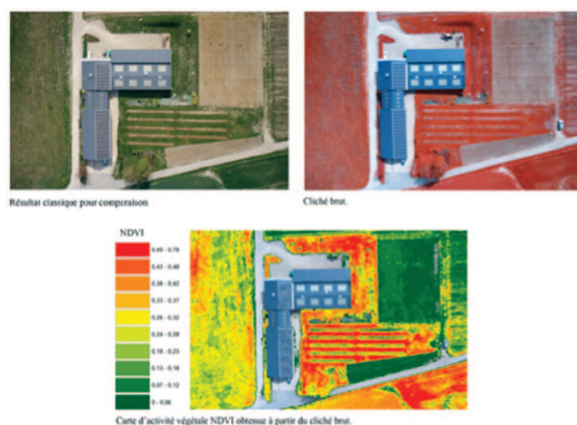 Résultat classique pour comparaison
Cliché brut.
NDVI
0,49 - 0,79
0,43 - 0,48
0,38 - 0,42
0,33 - 0,37
0,29 - 0,32
0,24 - 0,28
0,19 - 0,23
0,13 - 0,18
0,07 - 0,12
0 - 0,06
Carte d'activité végétale NDVI obtenue à partir du cliché brut.